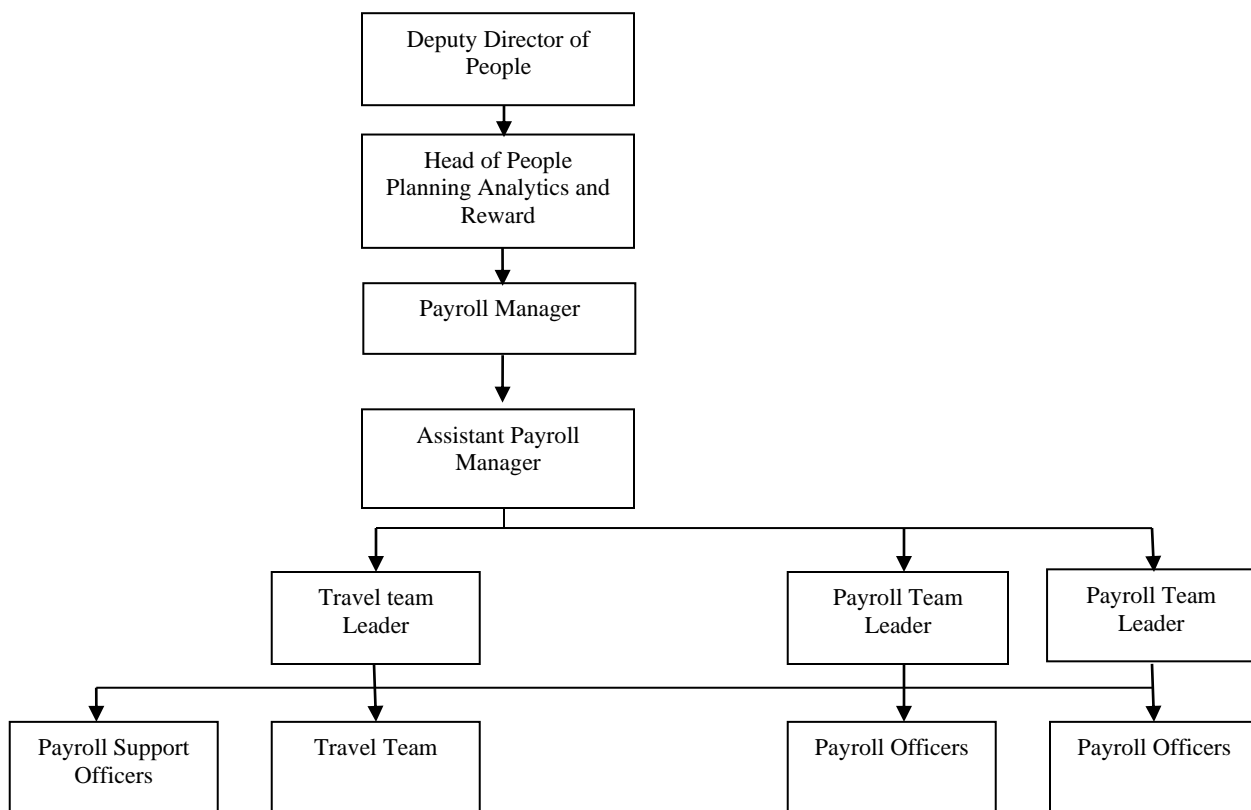 Deputy Director of
People
Head of People
Planning Analytics and
Reward
Payroll Manager
Assistant Payroll
Manager
Travel team
Leader
Payroll Team
Leader
Payroll Team
Leader
Payroll Support
Officers
Travel Team
Payroll Officers
Payroll Officers